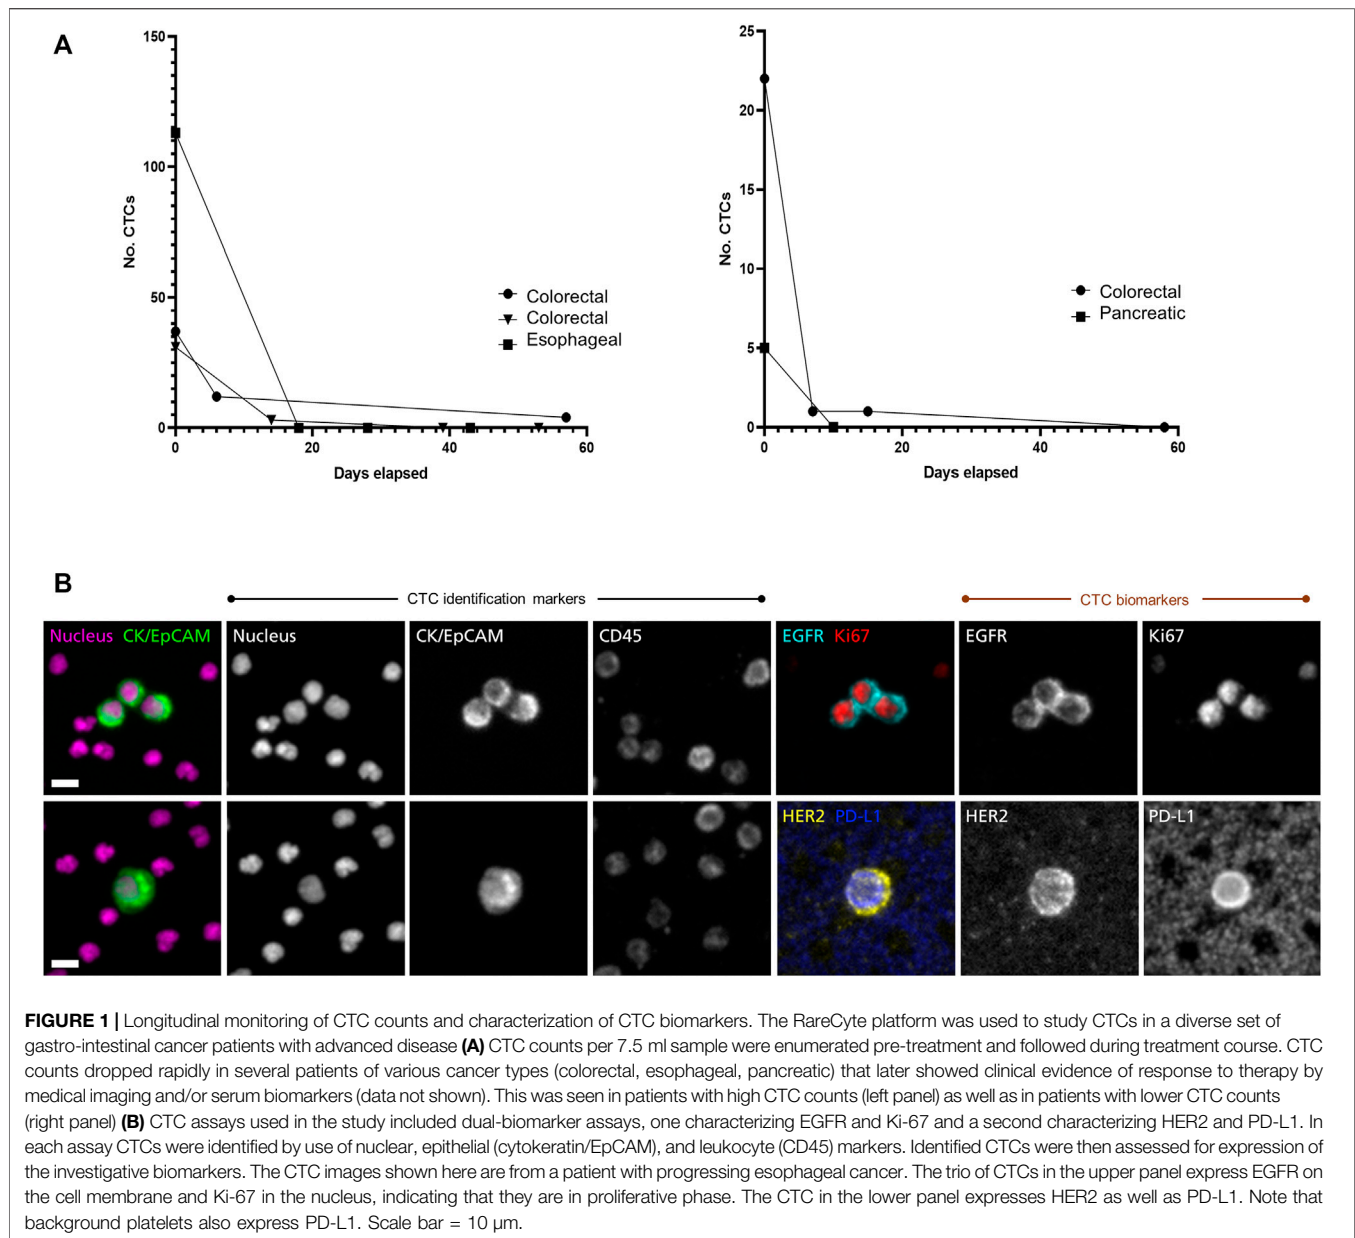 A
150
100
50
0
No. CTCs
0 20 40 60
Days elapsed
Colorectal
Colorectal
Esophageal
25
20
15
10
5
0
No. CTCs
0 20 40 60
Days elapsed
Colorectal
Pancreatic
B
CTC identification markers
CTC biomarkers
Nucleus CK/EpCAM
Nucleus
CK/EpCAM
CD45
EGFR Ki67
EGFR
Ki67
HER2 PD-L1
HER2
PD-L1
FIGURE 1 | Longitudinal monitoring of CTC counts and characterization of CTC biomarkers. The RareCyte platform was used to study CTCs in a diverse set of
gastro-intestinal cancer patients with advanced disease (A) CTC counts per 7.5 ml sample were enumerated pre-treatment and followed during treatment course. CTC
counts dropped rapidly in several patients of various cancer types (colorectal, esophageal, pancreatic) that later showed clinical evidence of response to therapy by
medical imaging and/or serum biomarkers (data not shown). This was seen in patients with high CTC counts (left panel) as well as in patients with lower CTC counts
(right panel) (B) CTC assays used in the study included dual-biomarker assays, one characterizing EGFR and Ki-67 and a second characterizing HER2 and PD-L1. In
each assay CTCs were identified by use of nuclear, epithelial (cytokeratin/EpCAM), and leukocyte (CD45) markers. Identified CTCs were then assessed for expression of
the investigative biomarkers. The CTC images shown here are from a patient with progressing esophageal cancer. The trio of CTCs in the upper panel express EGFR on
the cell membrane and Ki-67 in the nucleus, indicating that they are in proliferative phase. The CTC in the lower panel expresses HER2 as well as PD-L1. Note that
background platelets also express PD-L1. Scale bar = 10 μm.